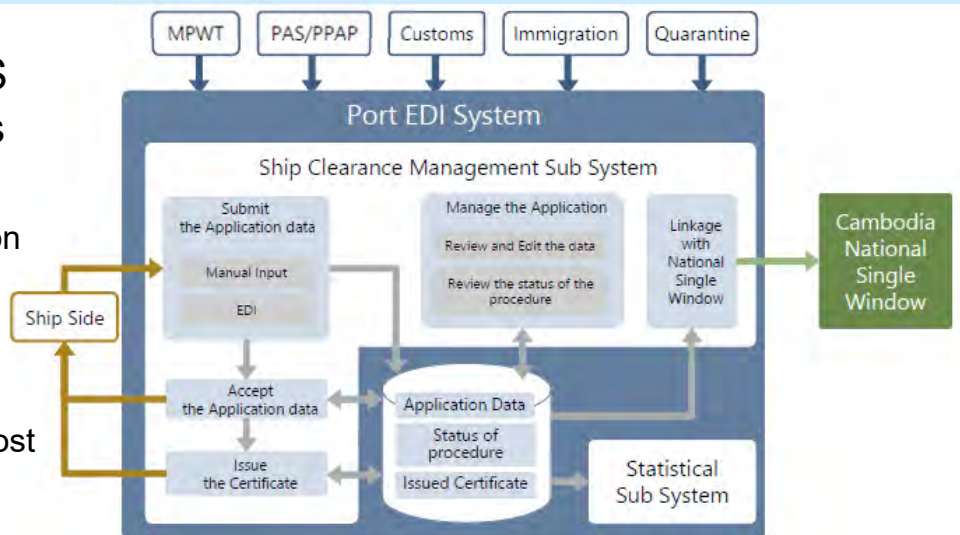 MPWT
PAS/PPAP
Customs
Immigration
Quarantine
s
s
on
ost
Port EDI System
Ship Clearance Management Sub System
Submit
the Application data
Manual Input
EDI
Manage the Application
Review and Edit the data
Review the status of the
procedure
Linkage
with
National
Single
Window
Cambodia
National
Single
Window
Ship Side
Accept
the Application data
Issue
the Certificate
Application Data
Status of
procedure
Issued Certificate
Statistical
Sub System